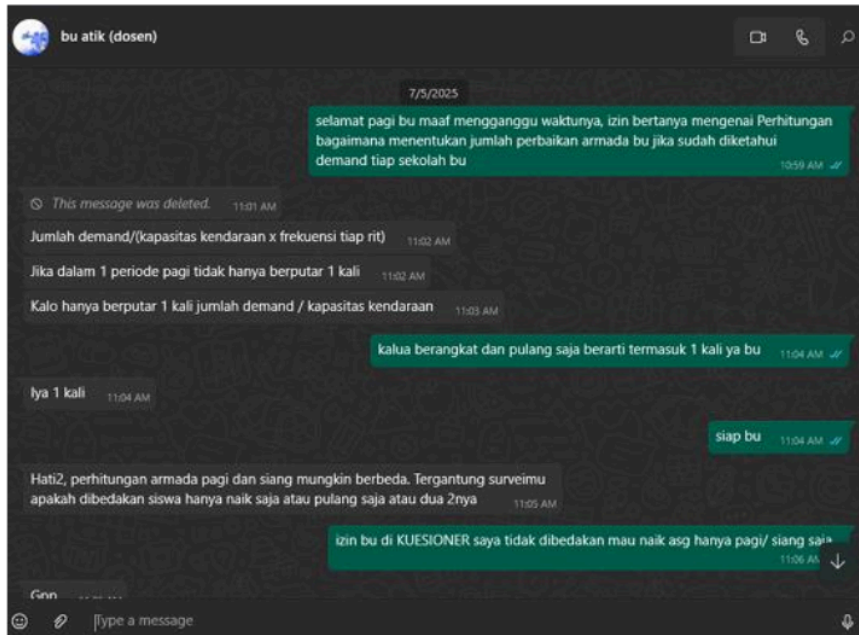 bu atik (dosen)
7/5/2025
selamat pagi bu maaf mengganggu waktunya, izin bertanya mengenai Perhitungan
bagaimana menentukan jumlah perbaikan armada bu jika sudah diketahui
demand tiap sekolah bu
10:59 AM
This message was deleted. 11:01 AM
Jumlah demand/(kapasitas kendaraan x frekuensi tiap rit) 11:02 AM
Jika dalam 1 periode pagi tidak hanya berputar 1 kali 11:02 AM
Kalo hanya berputar 1 kali jumlah demand / kapasitas kendaraan 11:03 AM
kalua berangkat dan pulang saja berarti termasuk 1 kali ya bu 11:04 AM
Iya 1 kali 11:04 AM
siap bu 11:04 AM
Hati2, perhitungan armada pagi dan siang mungkin berbeda. Tergantung surveimu
apakah dibedakan siswa hanya naik saja atau pulang saja atau dua 2nya 11:05 AM
izin bu di KUESIONER saya tidak dibedakan mau naik asg hanya pagi/ siang saja
11:06 AM
Gpp
Type a message